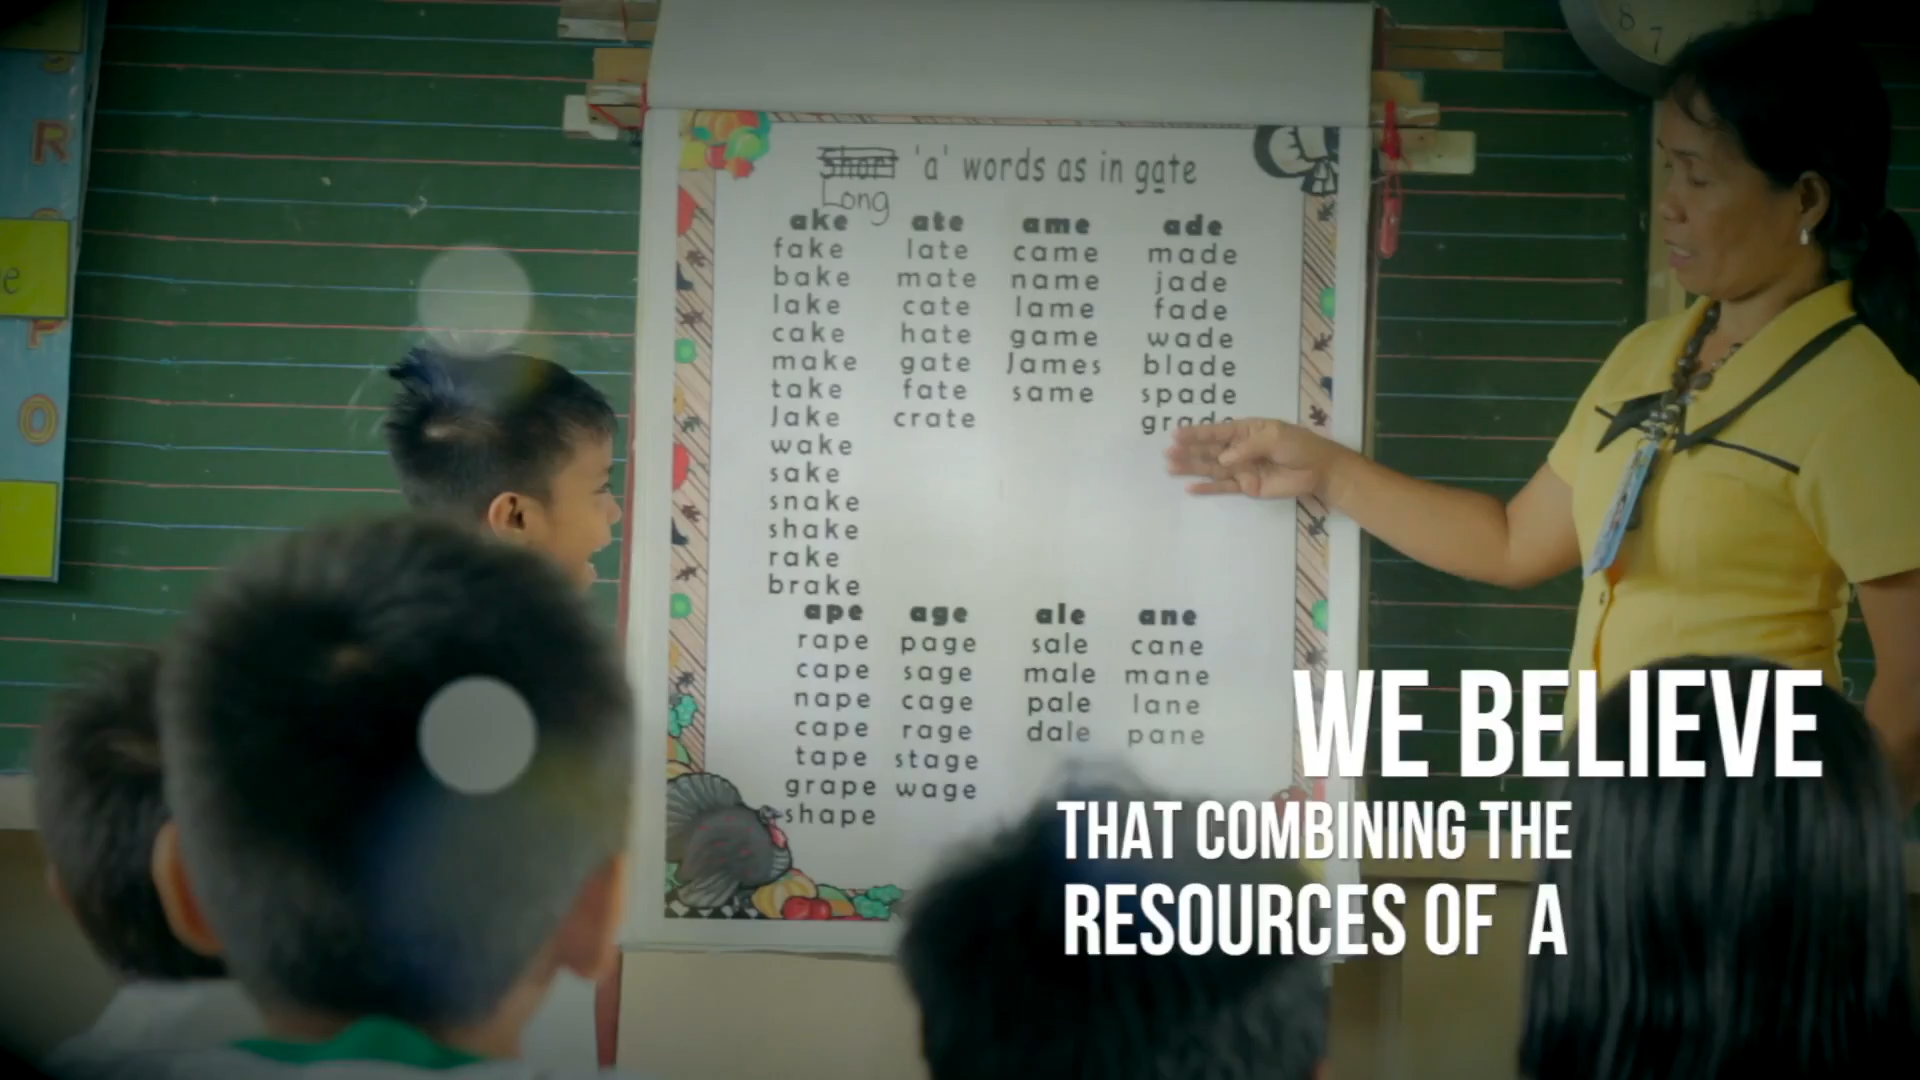 8
7
R
P
O
e
Short 'a' words as in gate
Long
ake ate ame ade
fake late came made
bake mate name jade
lake cate lame fade
cake hate game wade
make gate James blade
take fate same spade
Jake crate grade
wake
sake
snake
shake
rake
brake
ape age ale ane
rape page sale cane
cape sage male mane
nape cage pale lane
cape rage dale pane
tape stage
grape wage
shape
WE BELIEVE
THAT COMBINING THE
RESOURCES OF A